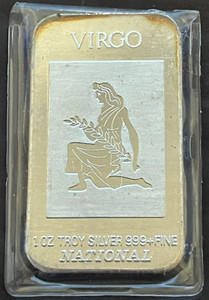 VIRGO
1 OZ TROY SILVER 999+FINE
NATIONAL